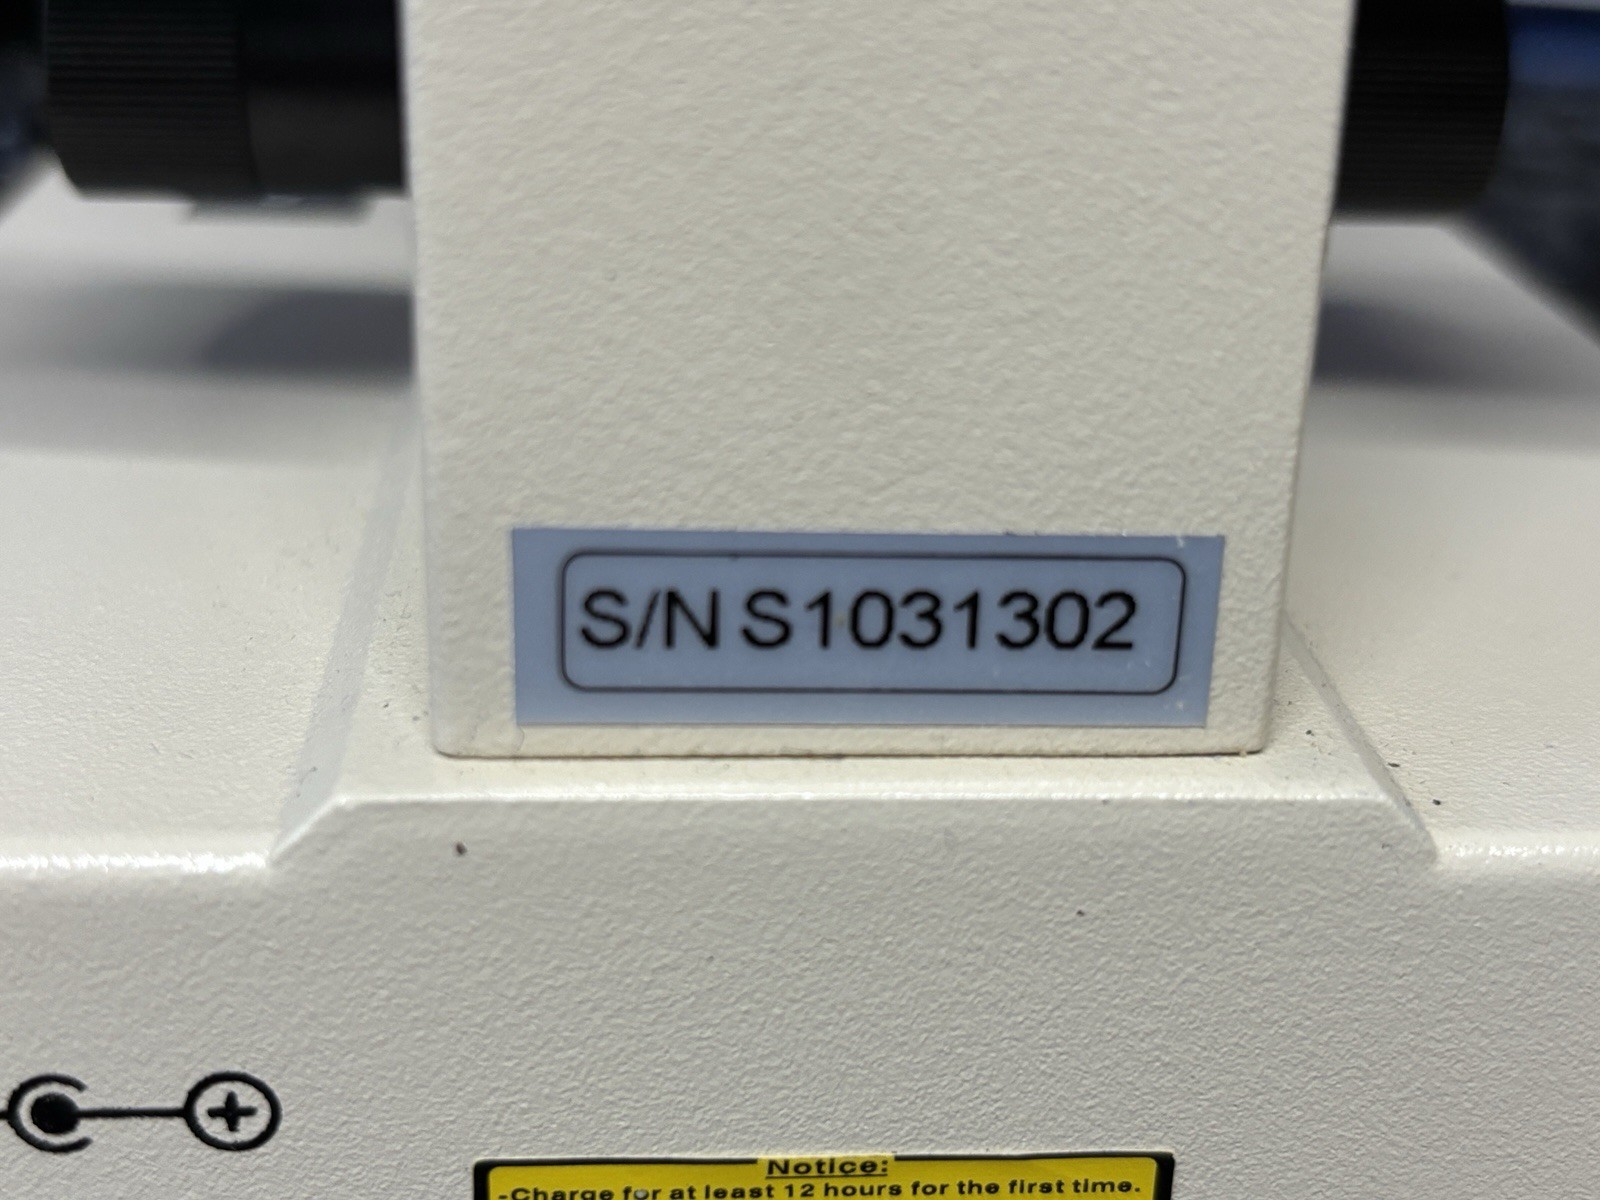 S/N S1031302
Notice:
-Charge for at least 12 hours for the first time.